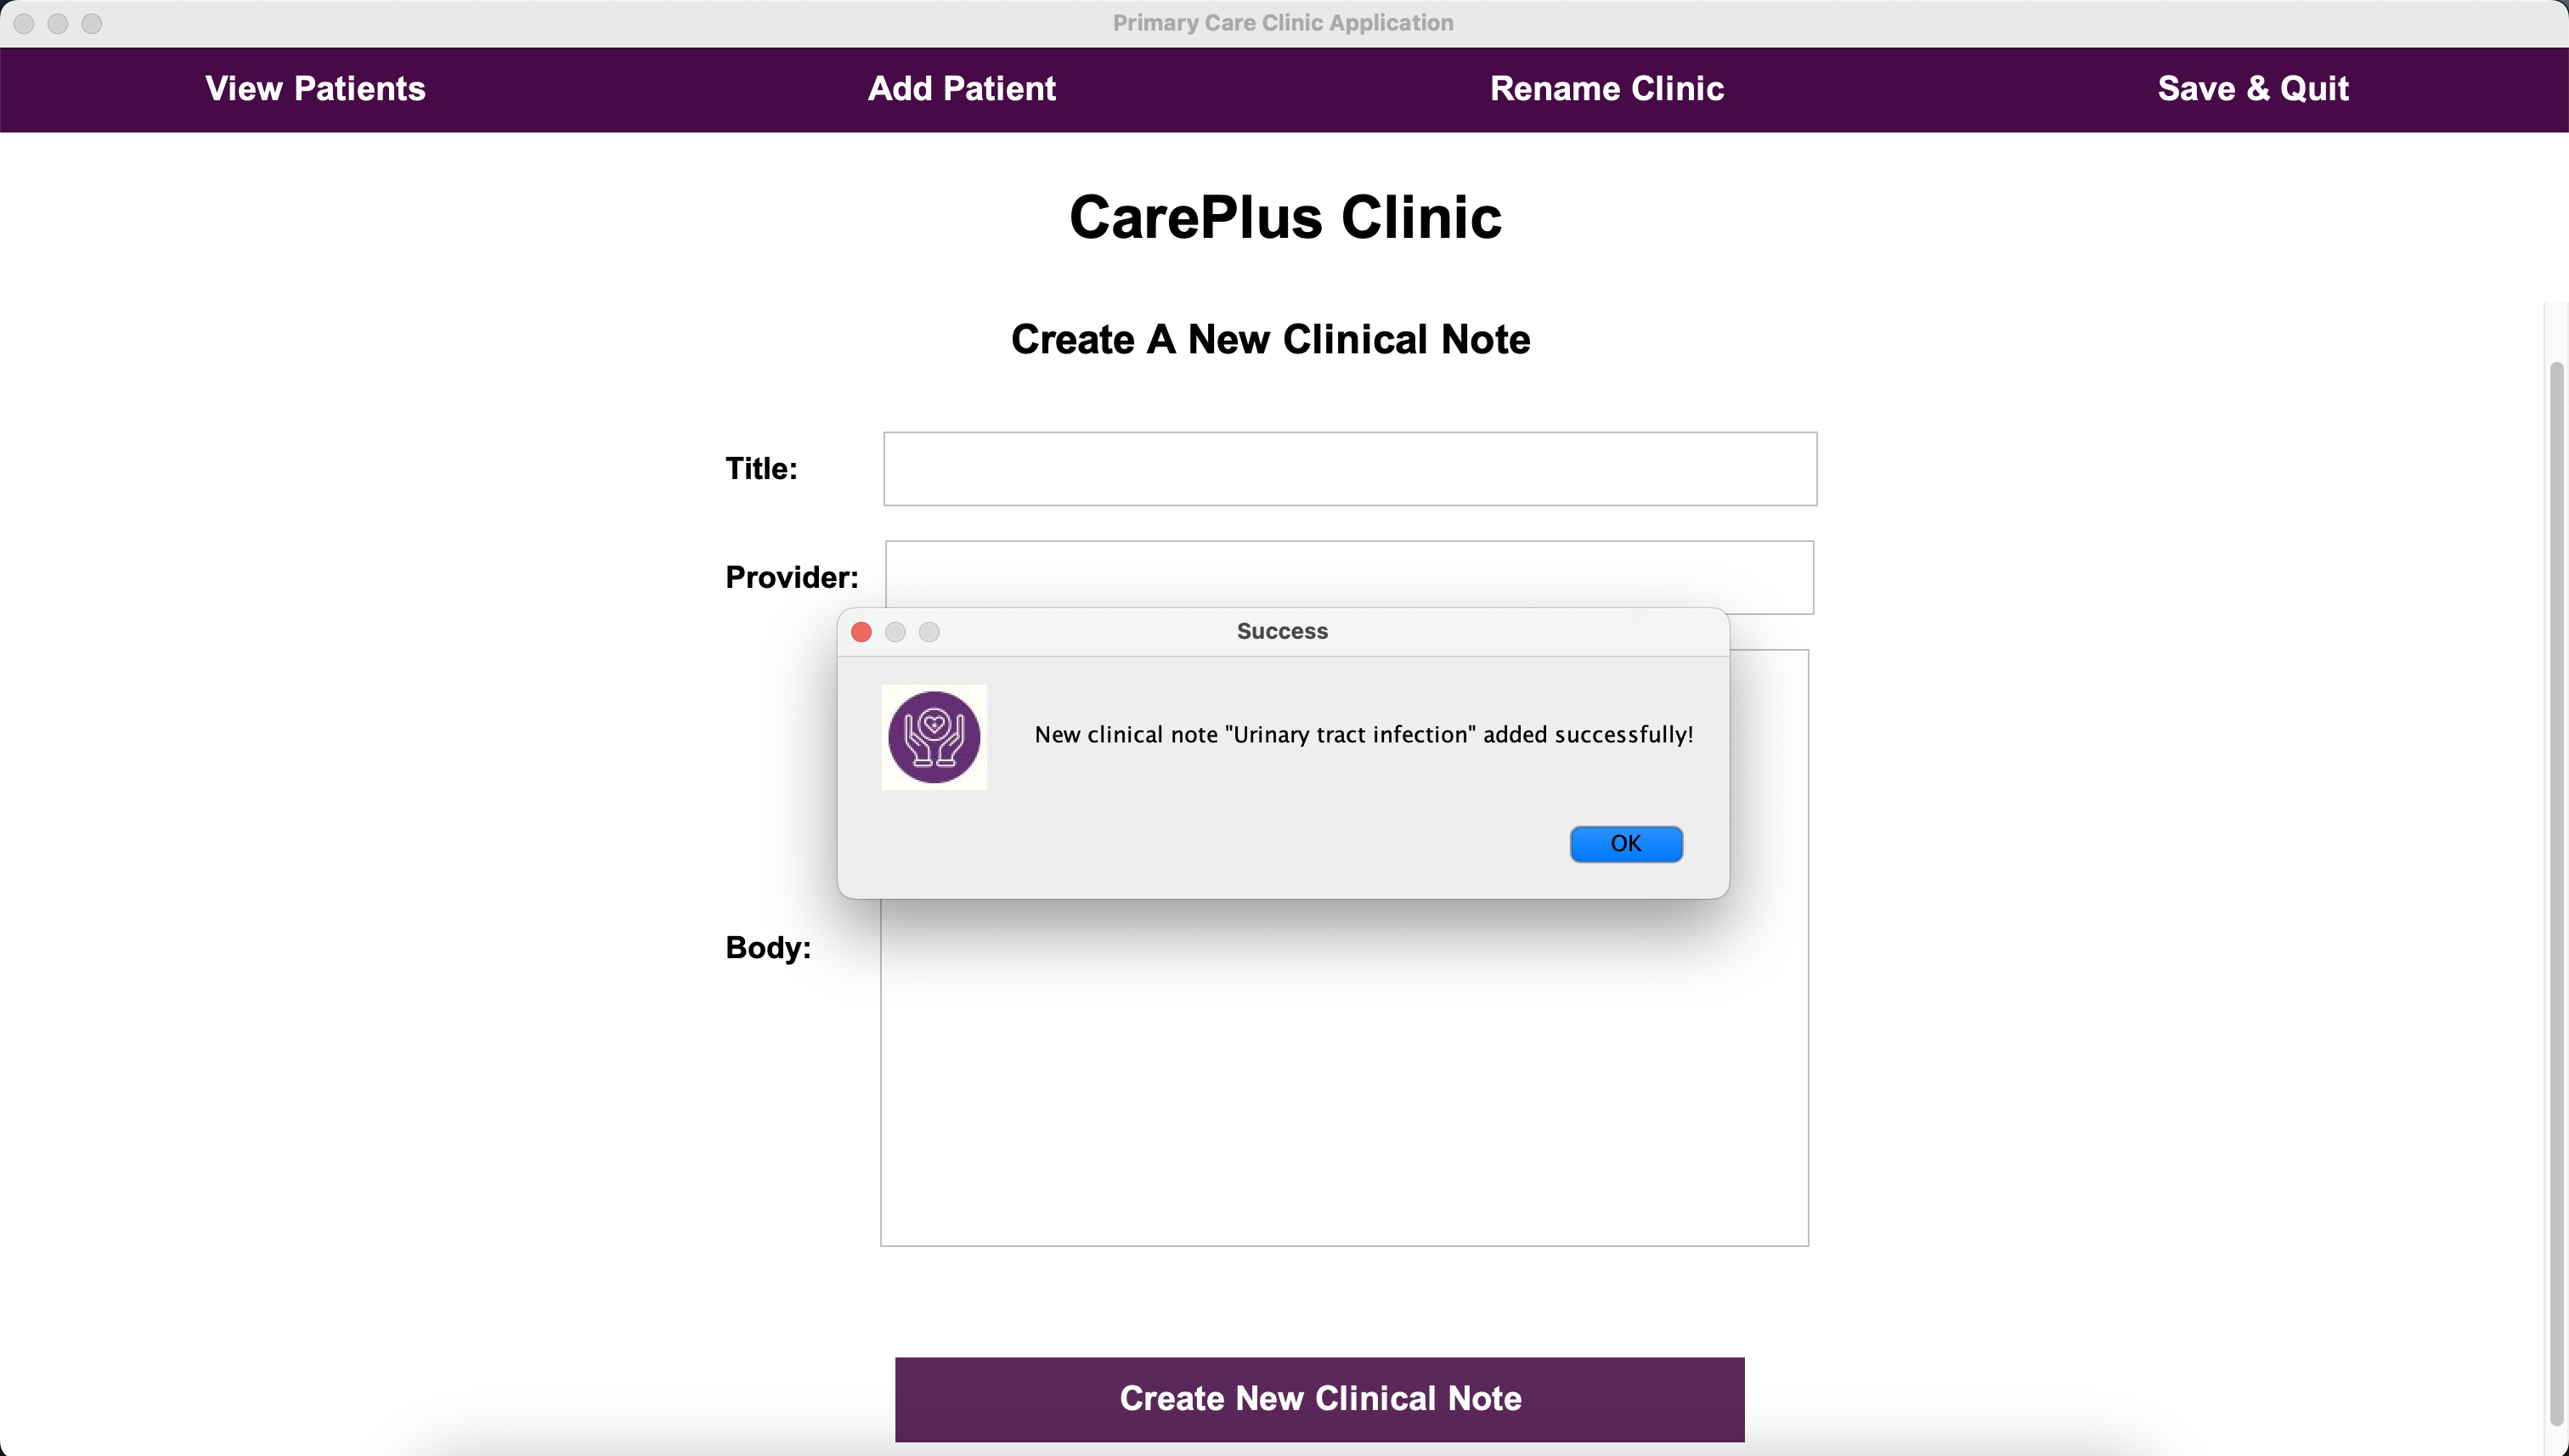 Primary Care Clinic Application
View Patients
Add Patient
Rename Clinic
Save & Quit
CarePlus Clinic
Create A New Clinical Note
Title:
Provider:
Success
New clinical note "Urinary tract infection" added successfully!
OK
Body:
Create New Clinical Note